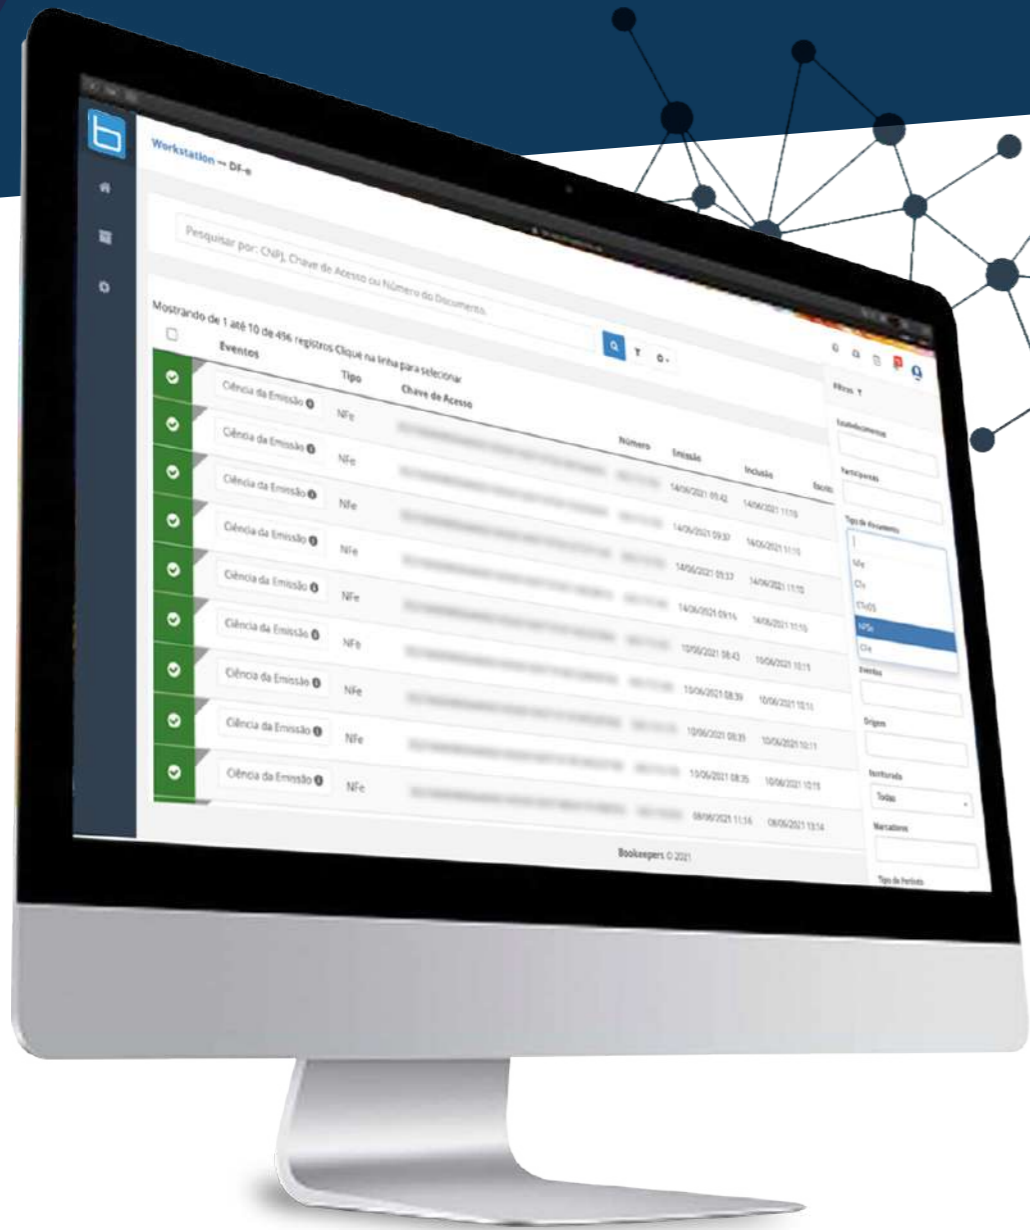 Workstation — DF-e
Pesquisar por: CNPJ, Chave de Acesso ou Número do Documento.
Mostrando de 1 até 10 de 496 registros Clique na linha para selecionar
Eventos Tipo Chave de Acesso Número Emissão Inclusão Escritu
Ciência da Emissão NFe 14/06/2021 09:42 14/06/2021 11:10
Ciência da Emissão NFe 14/06/2021 09:37 14/06/2021 11:10
Ciência da Emissão NFe 14/06/2021 09:37 14/06/2021 11:10
Ciência da Emissão NFe 14/06/2021 09:16 14/06/2021 11:10
Ciência da Emissão NFe 10/06/2021 08:43 10/06/2021 10:11
Ciência da Emissão NFe 10/06/2021 08:39 10/06/2021 10:11
Ciência da Emissão NFe 10/06/2021 08:39 10/06/2021 10:11
Ciência da Emissão NFe 10/06/2021 08:35 10/06/2021 10:11
Ciência da Emissão NFe 08/06/2021 11:14 08/06/2021 13:14
Filtros
Estabelecimentos
Participantes
Tipo de documento
NFe
CTe
CTeOS
NFSe
CFe
Eventos
Origem
Escriturada
Todas
Marcadores
Tipo de Período
Bookeepers © 2021